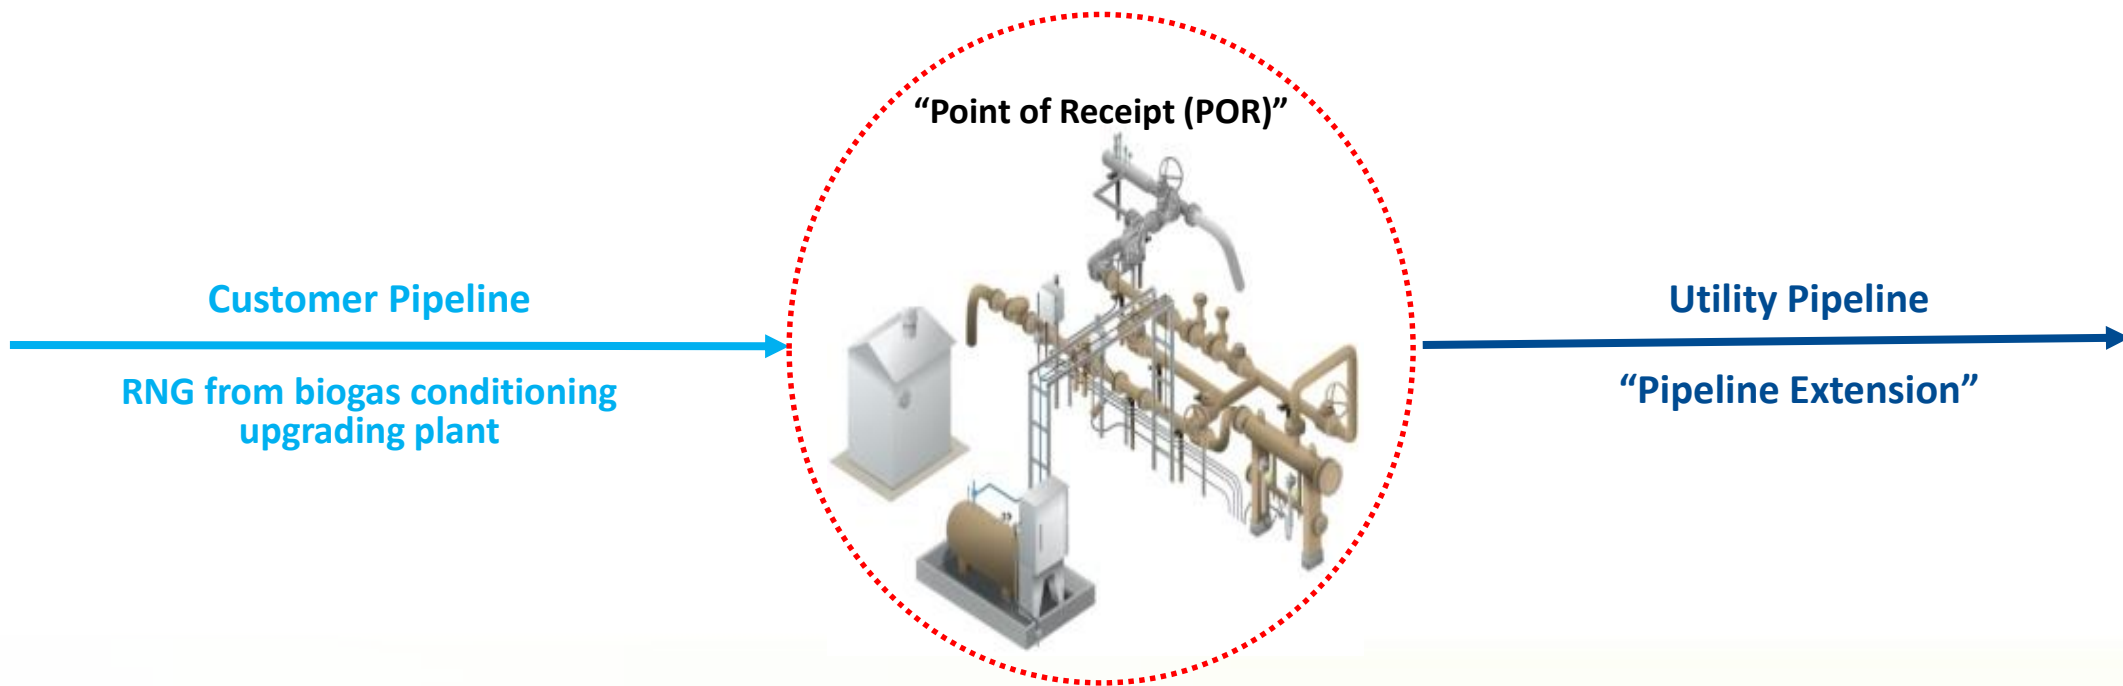 “Point of Receipt (POR)”
Customer Pipeline
RNG from biogas conditioning
upgrading plant
Utility Pipeline
“Pipeline Extension”